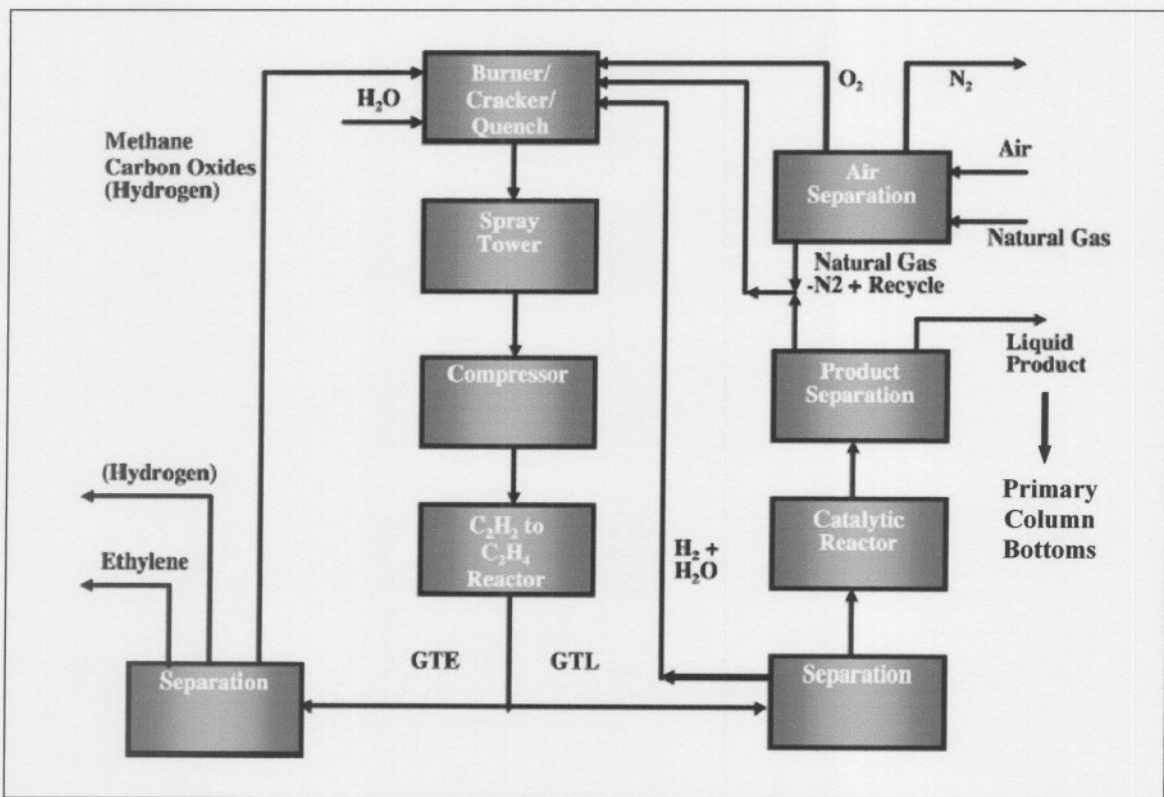 Burner/
Cracker/
Quench
H₂O
Methane
Carbon Oxides
(Hydrogen)
O₂
N₂
Air
Separation
Air
Natural Gas
Spray
Tower
Natural Gas
-N2 + Recycle
Compressor
Product
Separation
Liquid
Product
Primary
Column
Bottoms
(Hydrogen)
Ethylene
C₂H₂ to
C₂H₄
Reactor
H₂ +
H₂O
Catalytic
Reactor
GTE
GTL
Separation
Separation